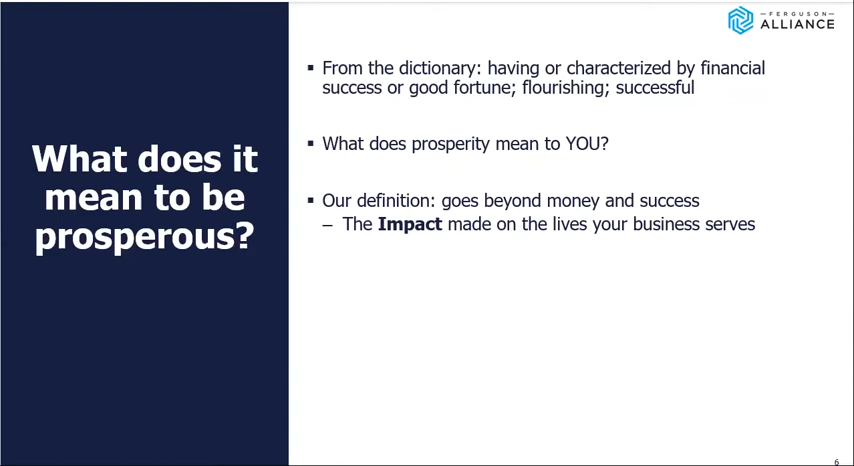 FERGUSON
ALLIANCE
What does it
mean to be
prosperous?
▪ From the dictionary: having or characterized by financial
success or good fortune; flourishing; successful
▪ What does prosperity mean to YOU?
▪ Our definition: goes beyond money and success
– The Impact made on the lives your business serves
6